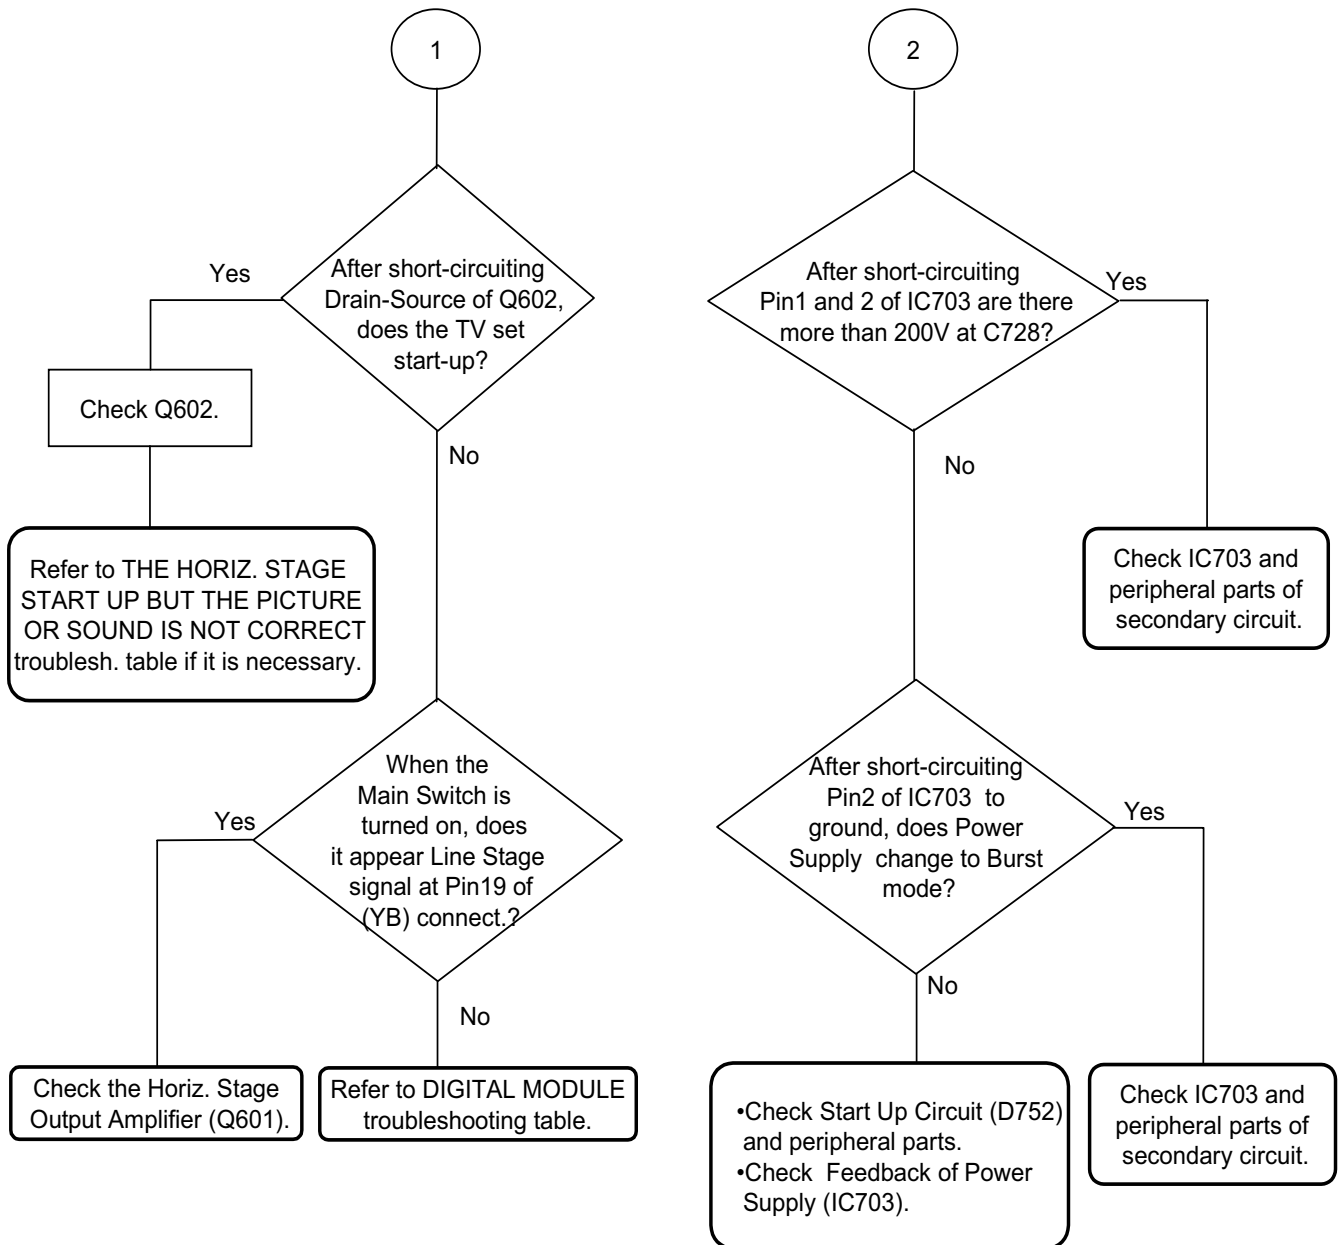 1
After short-circuiting
Drain-Source of Q602,
does the TV set
start-up?
Yes
Check Q602.
Refer to THE HORIZ. STAGE
START UP BUT THE PICTURE
OR SOUND IS NOT CORRECT
troublesh. table if it is necessary.
No
When the
Main Switch is
turned on, does
it appear Line Stage
signal at Pin19 of
(YB) connect.?
Yes
Check the Horiz. Stage
Output Amplifier (Q601).
No
Refer to DIGITAL MODULE
troubleshooting table.
2
After short-circuiting
Pin1 and 2 of IC703 are there
more than 200V at C728?
Yes
Check IC703 and
peripheral parts of
secondary circuit.
No
After short-circuiting
Pin2 of IC703 to
ground, does Power
Supply change to Burst
mode?
Yes
Check IC703 and
peripheral parts of
secondary circuit.
No
•Check Start Up Circuit (D752)
and peripheral parts.
•Check Feedback of Power
Supply (IC703).